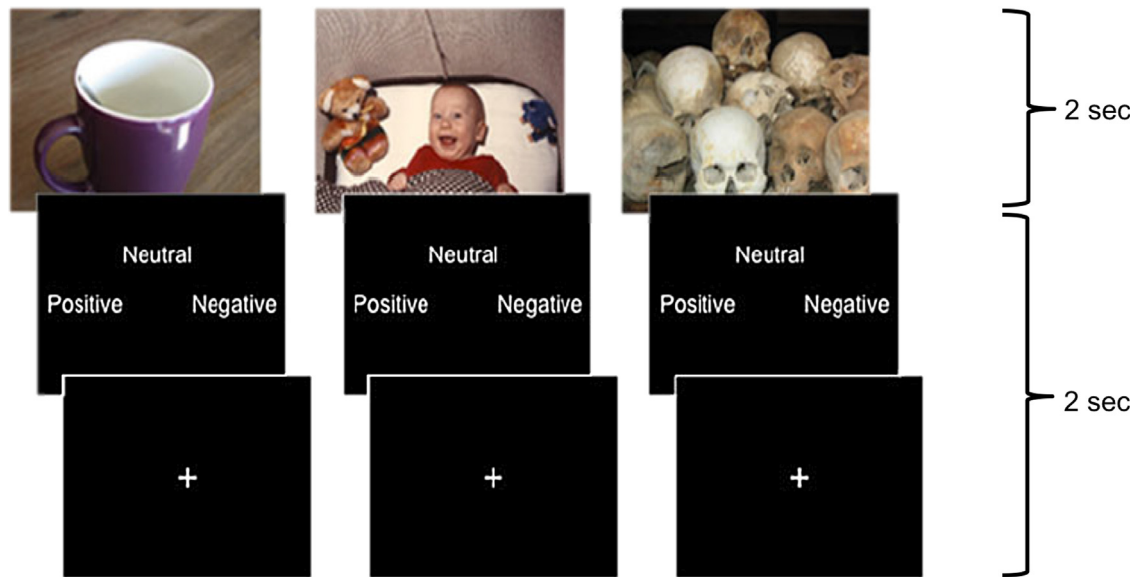 2 sec
Neutral Neutral Neutral
Positive Negative Positive Negative Positive Negative
2 sec
+ + +